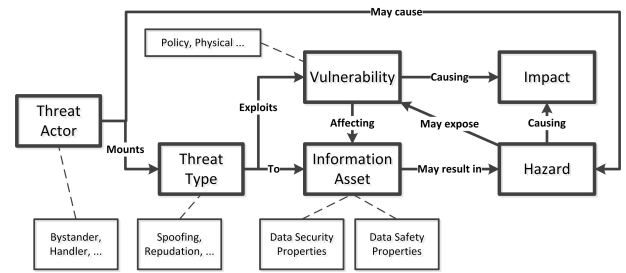 May cause
Policy, Physical ...
Vulnerability
Causing
Impact
Threat
Actor
Exploits
Affecting
May expose
Causing
Mounts
Threat
Type
To
Information
Asset
May result in
Hazard
Bystander,
Handler, ...
Spoofing,
Repudation, ...
Data Security
Properties
Data Safety
Properties